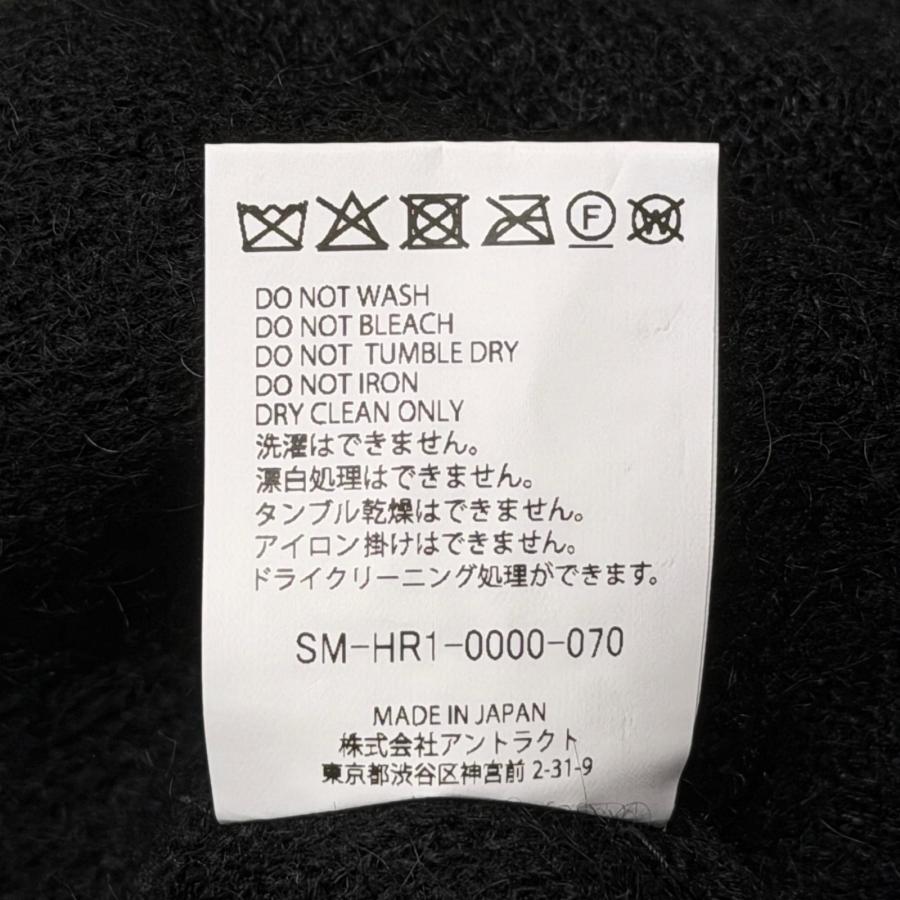 F W
DO NOT WASH
DO NOT BLEACH
DO NOT TUMBLE DRY
DO NOT IRON
DRY CLEAN ONLY
洗濯はできません。
漂白処理はできません。
タンブル乾燥はできません。
アイロン掛けはできません。
ドライクリーニング処理ができます。
SM-HR1-0000-070
MADE IN JAPAN
株式会社アントラクト
東京都渋谷区神宮前 2-31-9